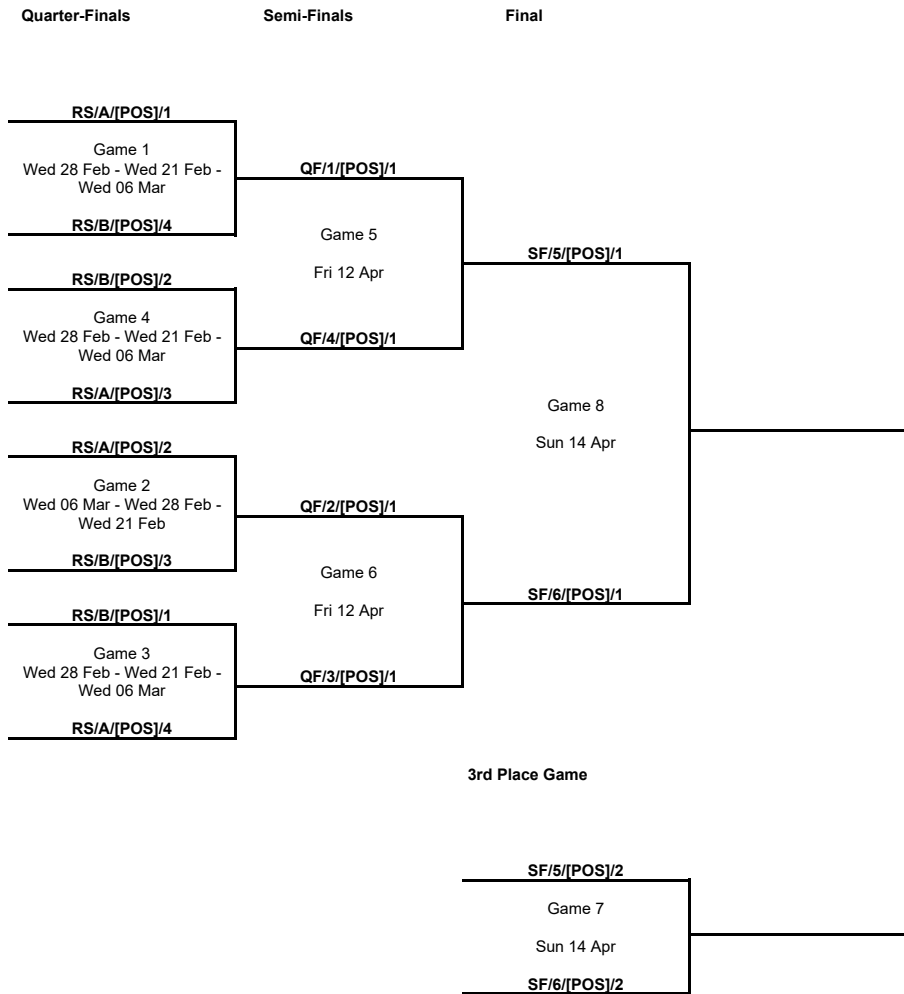 Quarter-Finals Semi-Finals Final
RS/A/[POS]/1
Game 1
Wed 28 Feb - Wed 21 Feb -
Wed 06 Mar
RS/B/[POS]/4
QF/1/[POS]/1
Game 5
Fri 12 Apr
QF/4/[POS]/1
RS/B/[POS]/2
Game 4
Wed 28 Feb - Wed 21 Feb -
Wed 06 Mar
RS/A/[POS]/3
SF/5/[POS]/1
Game 8
Sun 14 Apr
SF/6/[POS]/1
RS/A/[POS]/2
Game 2
Wed 06 Mar - Wed 28 Feb -
Wed 21 Feb
RS/B/[POS]/3
QF/2/[POS]/1
Game 6
Fri 12 Apr
QF/3/[POS]/1
RS/B/[POS]/1
Game 3
Wed 28 Feb - Wed 21 Feb -
Wed 06 Mar
RS/A/[POS]/4
3rd Place Game
SF/5/[POS]/2
Game 7
Sun 14 Apr
SF/6/[POS]/2